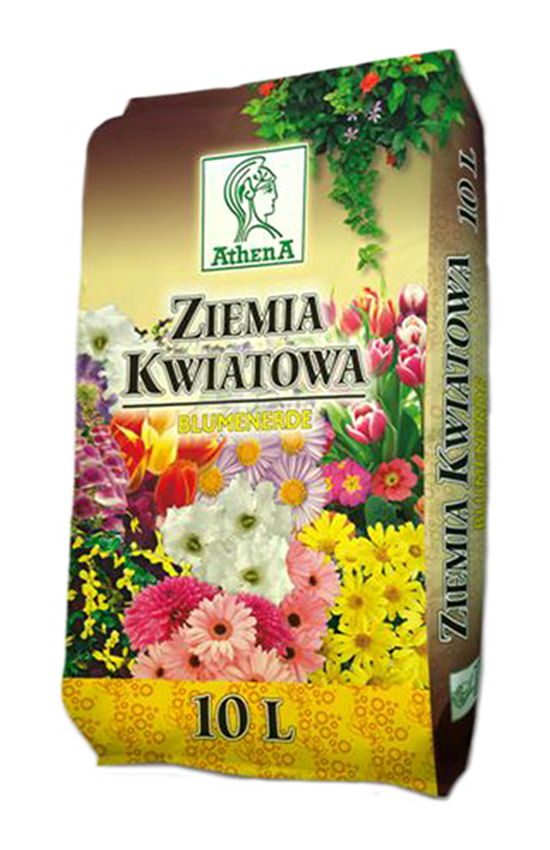 AthenA
ZIEMIA
KWIATOWA
BLUMENERDE
10 L
ZIEMIA KWIATOWA 10 L
BLUMENERDE